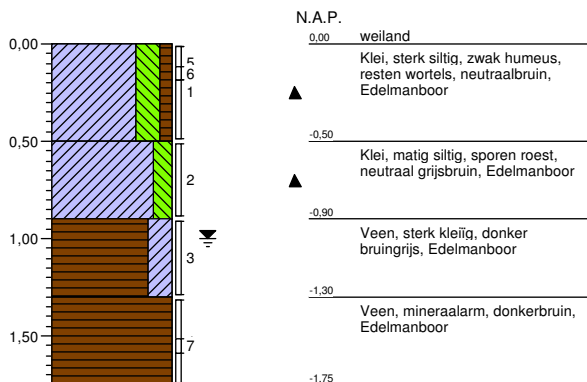 N.A.P.
0,00
0,00
weiland
Klei, sterk siltig, zwak humeus,
resten wortels, neutraalbruin,
Edelmanboor
5
6
1
0,50
-0,50
Klei, matig siltig, sporen roest,
neutraal grijsbruin, Edelmanboor
2
-0,90
Veen, sterk kleiïg, donker
bruingrijs, Edelmanboor
1,00
3
-1,30
Veen, mineraalarm, donkerbruin,
Edelmanboor
1,50
7
-1,75